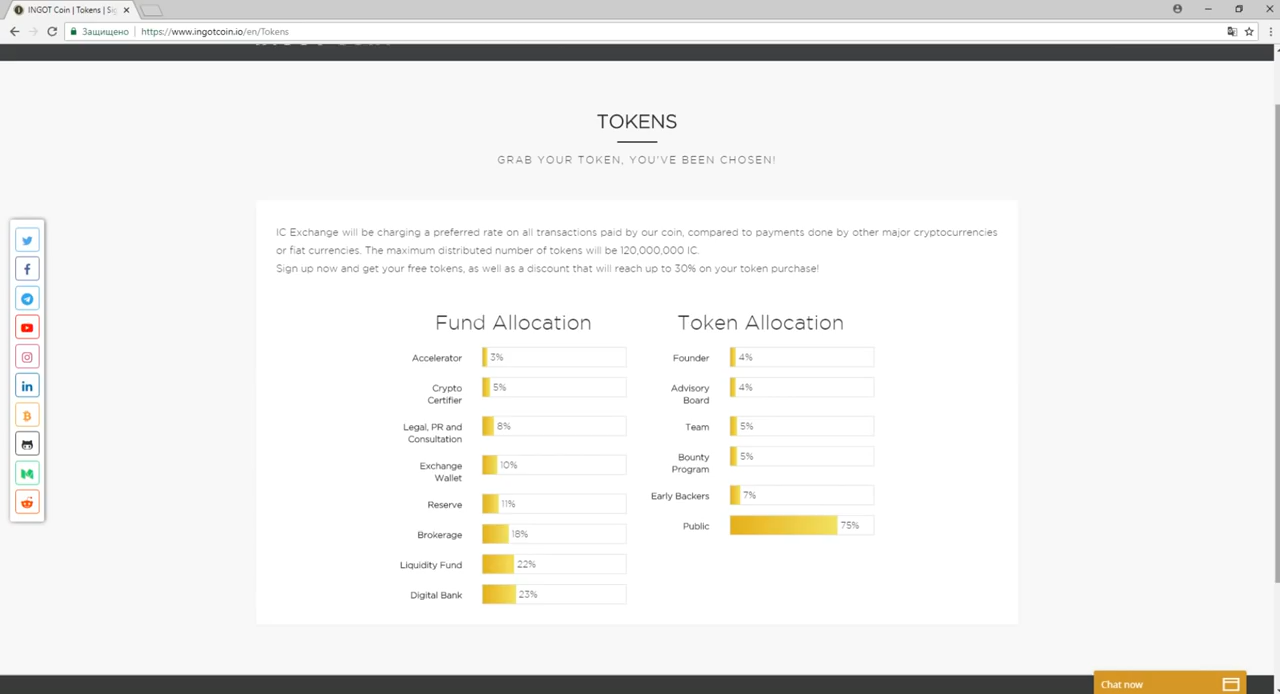 INGOT Coin | Tokens | Si
Защищено
https://www.ingotcoin.io/en/Tokens
TOKENS
GRAB YOUR TOKEN, YOU'VE BEEN CHOSEN!
IC Exchange will be charging a preferred rate on all transactions paid by our coin, compared to payments done by other major cryptocurrencies
or fiat currencies. The maximum distributed number of tokens will be 120,000,000 IC.
Sign up now and get your free tokens, as well as a discount that will reach up to 30% on your token purchase!
Fund Allocation
Accelerator 3%
Crypto 5%
Certifier
Legal, PR and 8%
Consultation
Exchange 10%
Wallet
Reserve 11%
Brokerage 18%
Liquidity Fund 22%
Digital Bank 23%
Token Allocation
Founder 4%
Advisory 4%
Board
Team 5%
Bounty 5%
Program
Early Backers 7%
Public 75%
Chat now